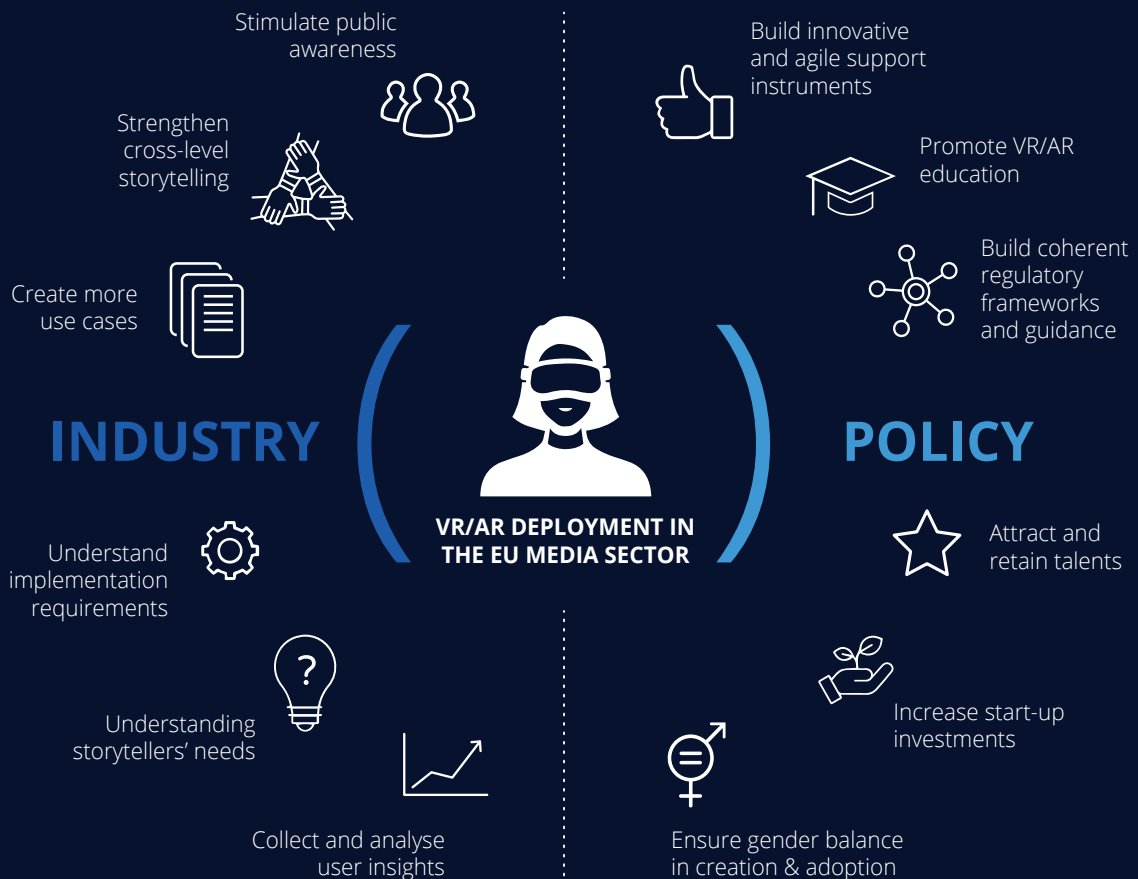 Stimulate public
awareness
Strengthen
cross-level
storytelling
Create more
use cases
INDUSTRY
Understand
implementation
requirements
?
Understanding
storytellers’ needs
Collect and analyse
user insights
VR/AR DEPLOYMENT IN
THE EU MEDIA SECTOR
Build innovative
and agile support
instruments
Promote VR/AR
education
Build coherent
regulatory
frameworks
and guidance
POLICY
Attract and
retain talents
Increase start-up
investments
Ensure gender balance
in creation & adoption